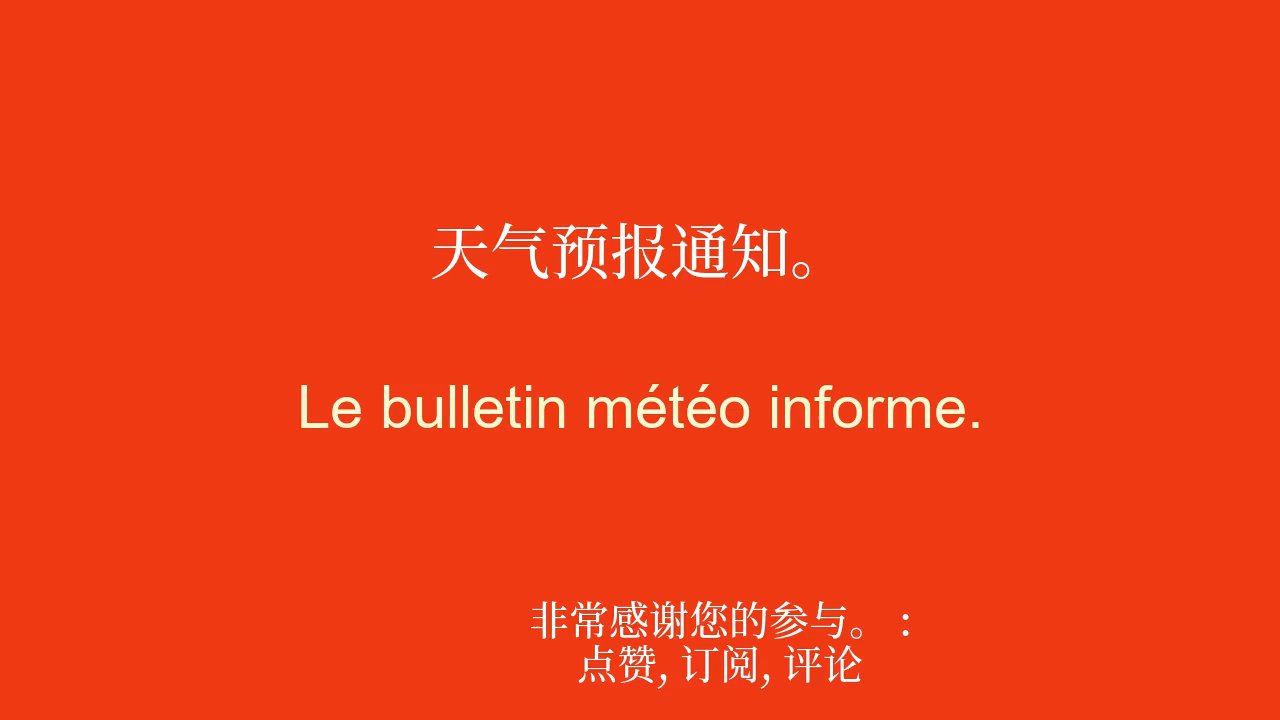 天气预报通知。
Le bulletin météo informe.
非常感谢您的参与。 :
点赞, 订阅, 评论